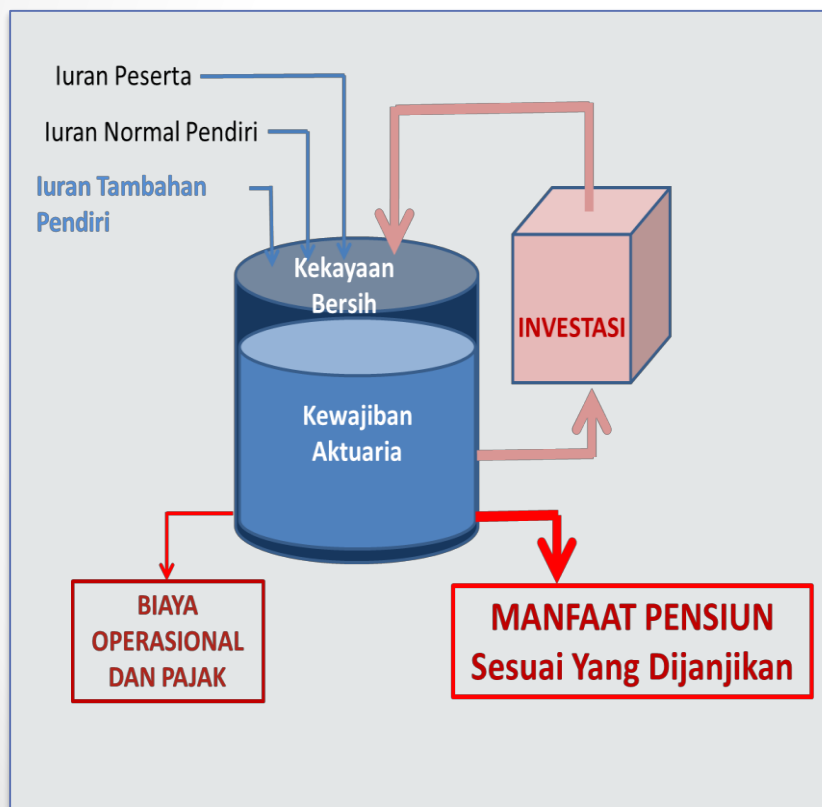 Iuran Peserta
Iuran Normal Pendiri
Iuran Tambahan
Pendiri
Kekayaan
Bersih
INVESTASI
Kewajiban
Aktuaria
BIAYA
OPERASIONAL
DAN PAJAK
MANFAAT PENSIUN
Sesuai Yang Dijanjikan